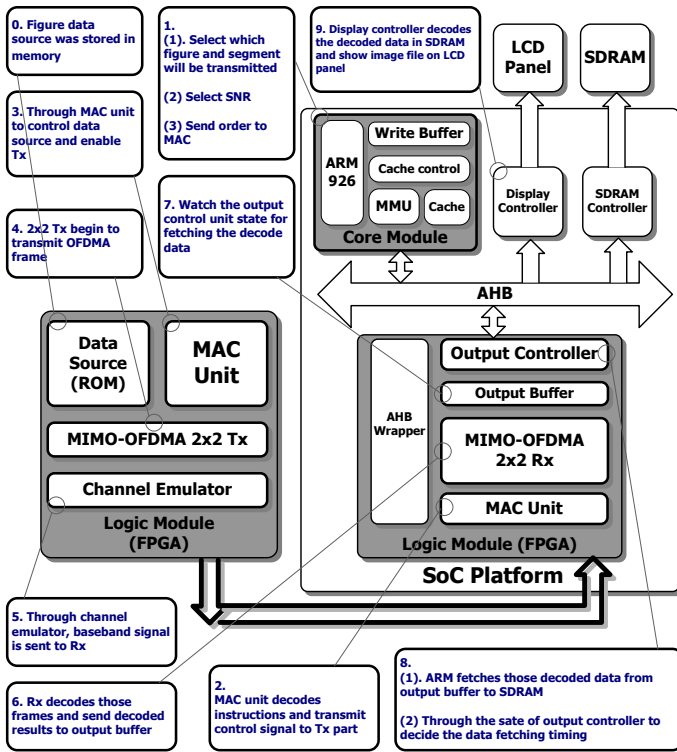 0. Figure data
source was stored in
memory
1.
(1). Select which
figure and segment
will be transmitted
(2) Select SNR
(3) Send order to
MAC
9. Display controller decodes
the decoded data in SDRAM
and show image file on LCD
panel
LCD
Panel
SDRAM
3. Through MAC unit
to control data
source and enable
Tx
ARM
926
Write Buffer
Cache control
MMU
Cache
Core Module
Display
Controller
SDRAM
Controller
4. 2x2 Tx begin to
transmit OFDMA
frame
7. Watch the output
control unit state for
fetching the decode
data
AHB
Data
Source
(ROM)
MAC
Unit
MIMO-OFDMA 2x2 Tx
Channel Emulator
Logic Module
(FPGA)
AHB
Wrapper
Output Controller
Output Buffer
MIMO-OFDMA
2x2 Rx
MAC Unit
Logic Module (FPGA)
SoC Platform
5. Through channel
emulator, baseband signal
is sent to Rx
6. Rx decodes those
frames and send decoded
results to output buffer
2.
MAC unit decodes
instructions and transmit
control signal to Tx part
8.
(1). ARM fetches those decoded data from
output buffer to SDRAM
(2) Through the sate of output controller to
decide the data fetching timing